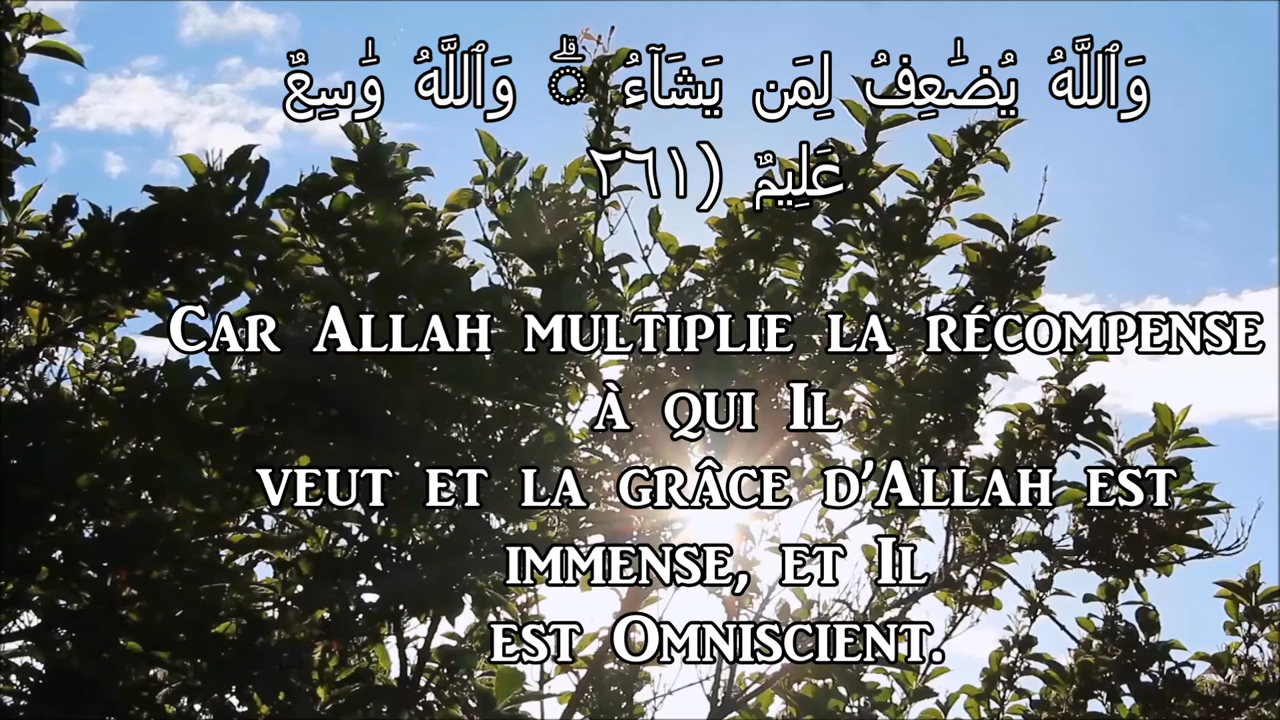 وَٱللَّهُ يُضَـٰعِفُ لِمَن يَشَآءُ ۗ وَٱللَّهُ وَٰسِعٌ
عَلِيمٌ (٢٦١
Car Allah multiplie la récompense
à qui Il
veut et la grâce d’Allah est
immense, et Il
est Omniscient.